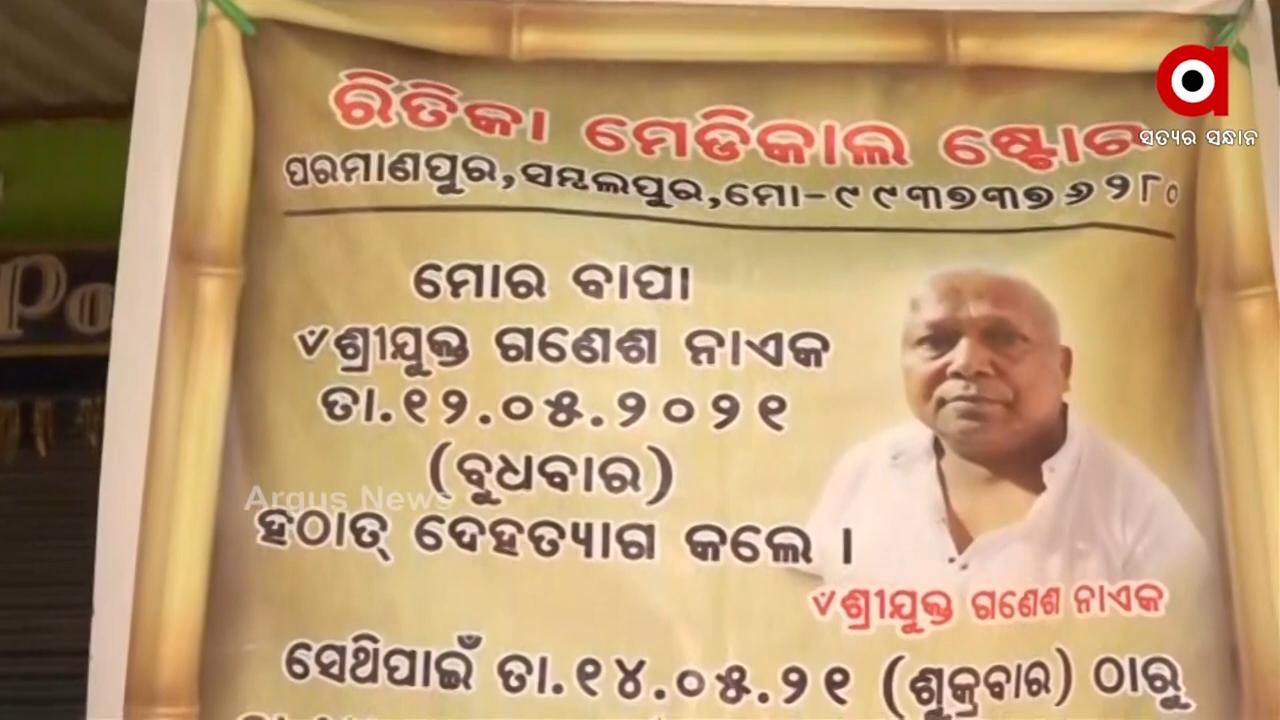 ରିତିକା ମେଡିକାଲ ଷ୍ଟୋର
ସତ୍ୟର ସନ୍ଧାନ
ପରମାଣପୁର,ସମ୍ବଲପୁର,ମୋ-୯୯୩୭୩୭୬୨୮୦
ମୋର ବାପା
ଶ୍ରୀଯୁକ୍ତ ଗଣେଶ ନାଏକ
ତା.୧୨.୦୫.୨୦୨୧
(ବୁଧବାର)
Argus News
ହଠାତ୍ ଦେହତ୍ୟାଗ କଲେ ।
ଶ୍ରୀଯୁକ୍ତ ଗଣେଶ ନାଏକ
ସେଥିପାଇଁ ତା.୧୪.୦୫.୨୧ (ଶୁକ୍ରବାର) ଠାରୁ